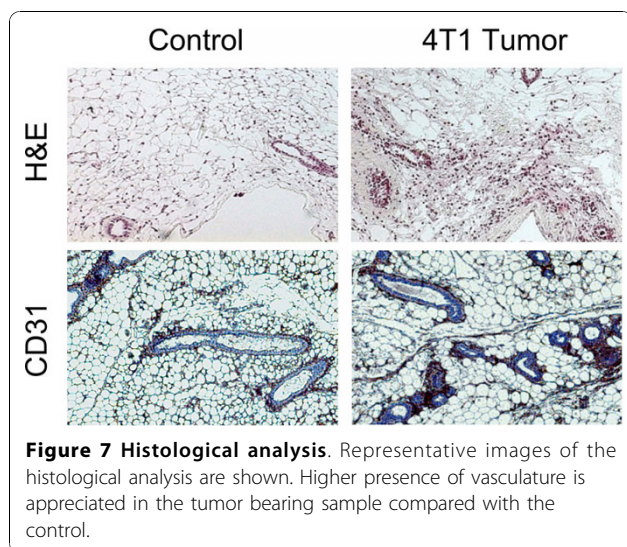 Control 4T1 Tumor
H&E
CD31
Figure 7 Histological analysis. Representative images of the
histological analysis are shown. Higher presence of vasculature is
appreciated in the tumor bearing sample compared with the
control.